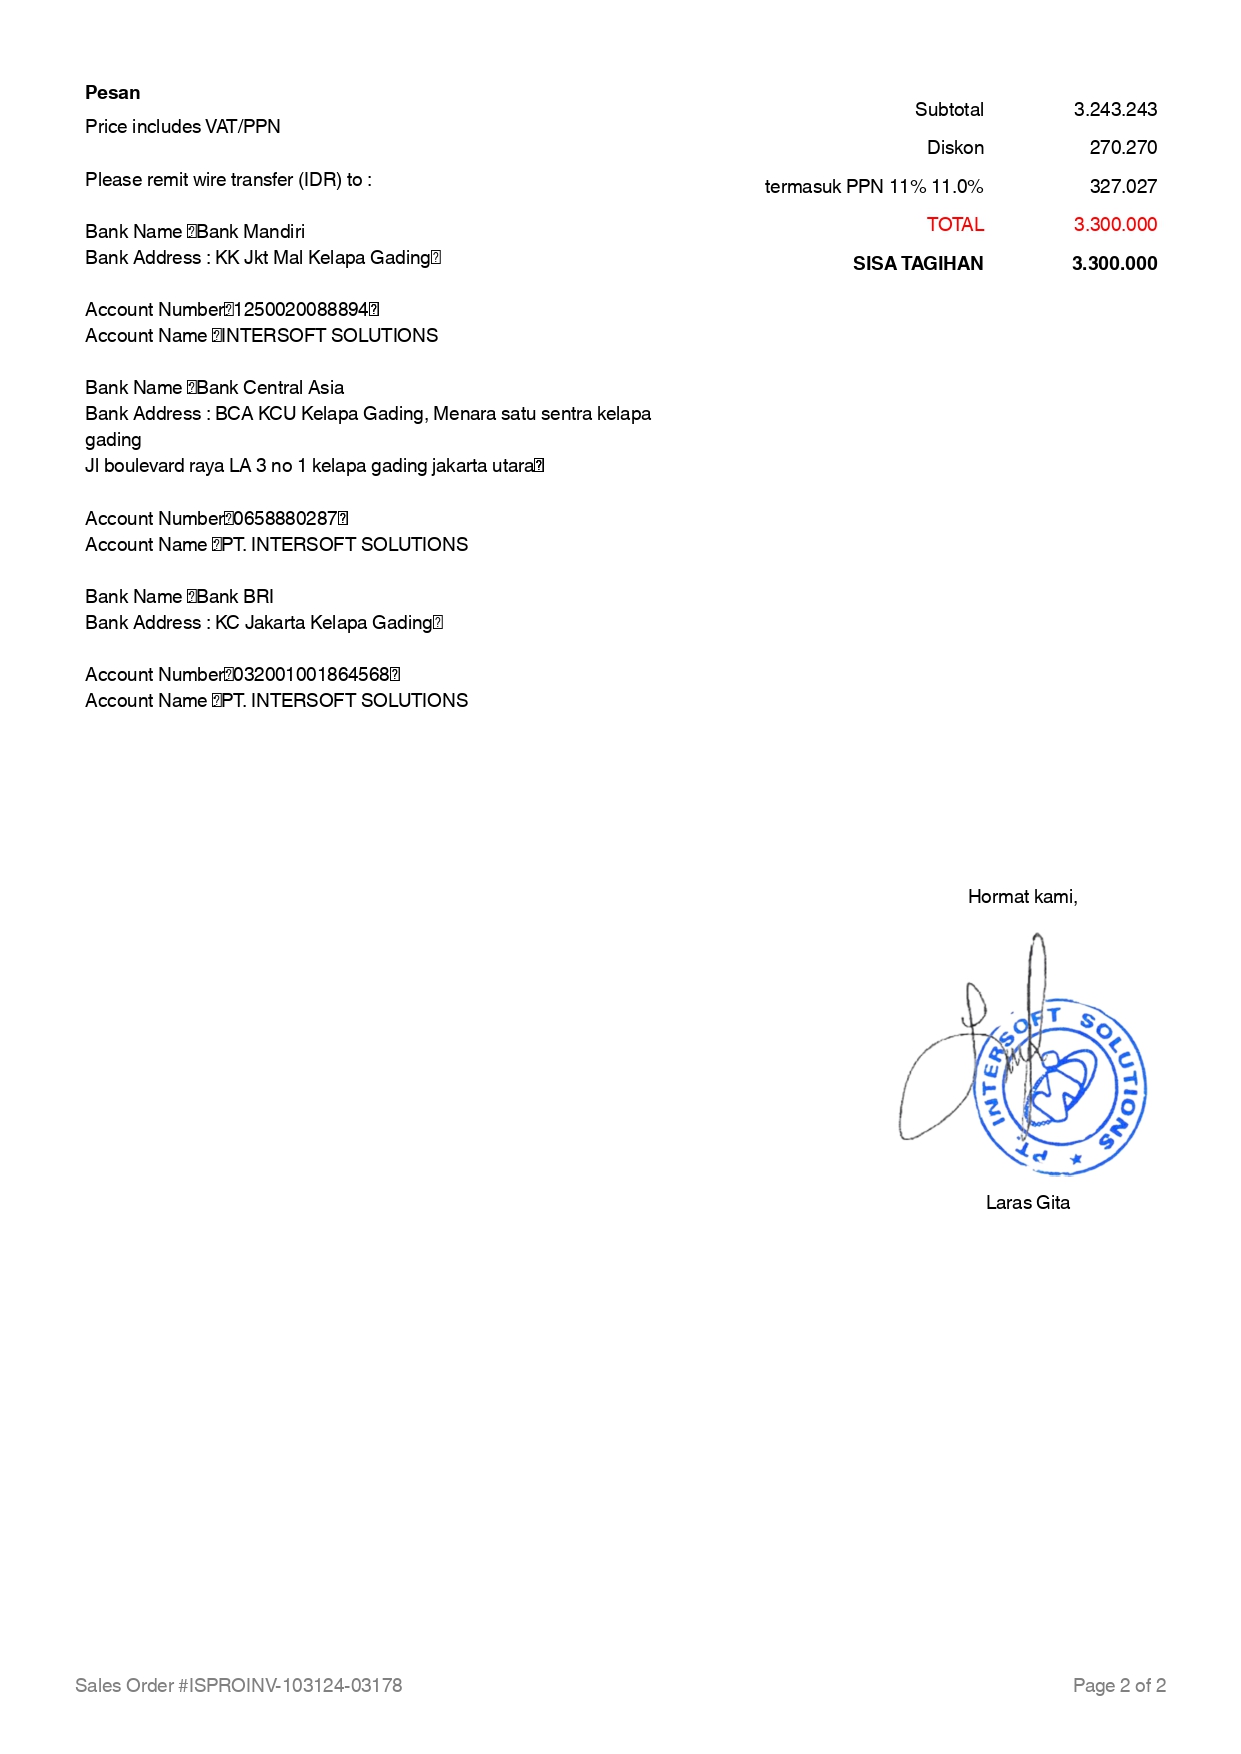 Pesan
Price includes VAT/PPN
Please remit wire transfer (IDR) to :
Bank Name Bank Mandiri
Bank Address : KK Jkt Mal Kelapa Gading
Account Number 1250020088894
Account Name INTERSOFT SOLUTIONS
Bank Name Bank Central Asia
Bank Address : BCA KCU Kelapa Gading, Menara satu sentra kelapa
gading
Jl boulevard raya LA 3 no 1 kelapa gading jakarta utara
Account Number 0658880287
Account Name PT. INTERSOFT SOLUTIONS
Bank Name Bank BRI
Bank Address : KC Jakarta Kelapa Gading
Account Number 032001001864568
Account Name PT. INTERSOFT SOLUTIONS
Subtotal 3.243.243
Diskon 270.270
termasuk PPN 11% 11.0% 327.027
TOTAL 3.300.000
SISA TAGIHAN 3.300.000
Hormat kami,
PT INTERSOFT SOLUTIONS
Laras Gita
Sales Order #ISPROINV-103124-03178
Page 2 of 2